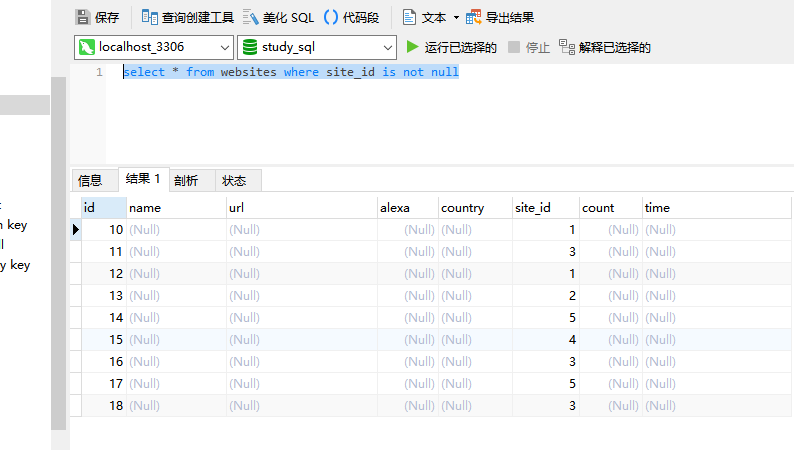 保存 查询创建工具 美化 SQL () 代码段 文本 导出结果
localhost_3306 study_sql 运行已选择的 停止 解释已选择的
1 select * from websites where site_id is not null
key
y key
信息 结果 1 剖析 状态
id name url alexa country site_id count time
10 (Null) (Null) (Null) (Null) 1 (Null) (Null)
11 (Null) (Null) (Null) (Null) 3 (Null) (Null)
12 (Null) (Null) (Null) (Null) 1 (Null) (Null)
13 (Null) (Null) (Null) (Null) 2 (Null) (Null)
14 (Null) (Null) (Null) (Null) 5 (Null) (Null)
15 (Null) (Null) (Null) (Null) 4 (Null) (Null)
16 (Null) (Null) (Null) (Null) 3 (Null) (Null)
17 (Null) (Null) (Null) (Null) 5 (Null) (Null)
18 (Null) (Null) (Null) (Null) 3 (Null) (Null)